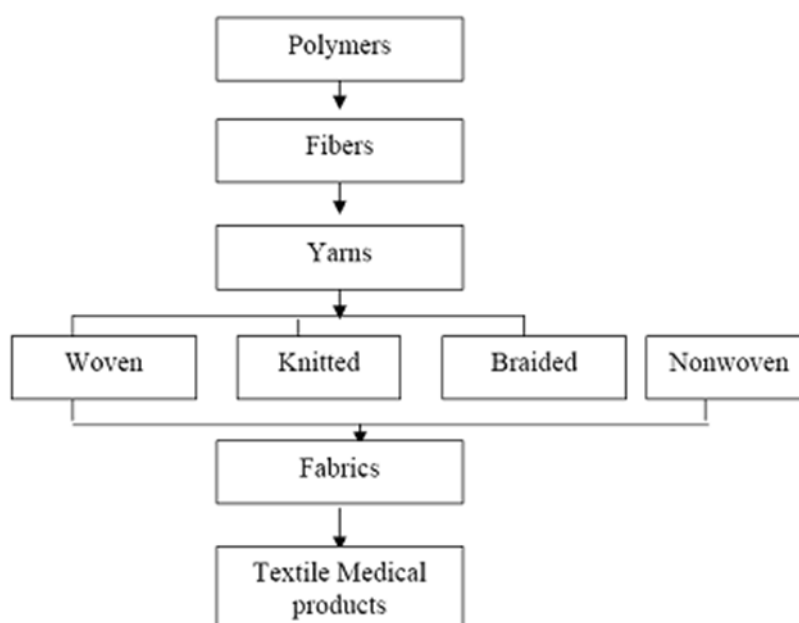 Polymers
Fibers
Yarns
Woven
Knitted
Braided
Nonwoven
Fabrics
Textile Medical
products